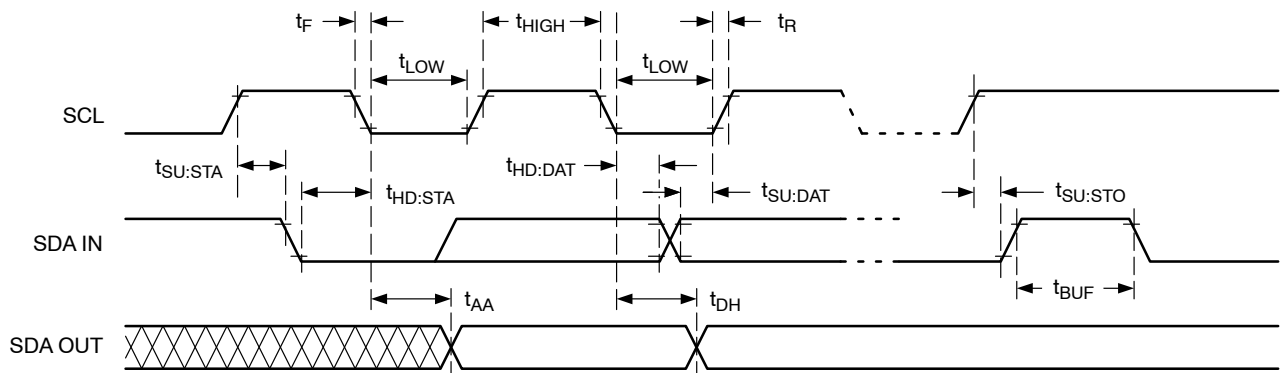 tF
tHIGH
tR
tLOW
tLOW
SCL
tSU:STA
tHD:STA
tHD:DAT
tSU:DAT
tSU:STO
SDA IN
tBUF
tAA
tDH
SDA OUT